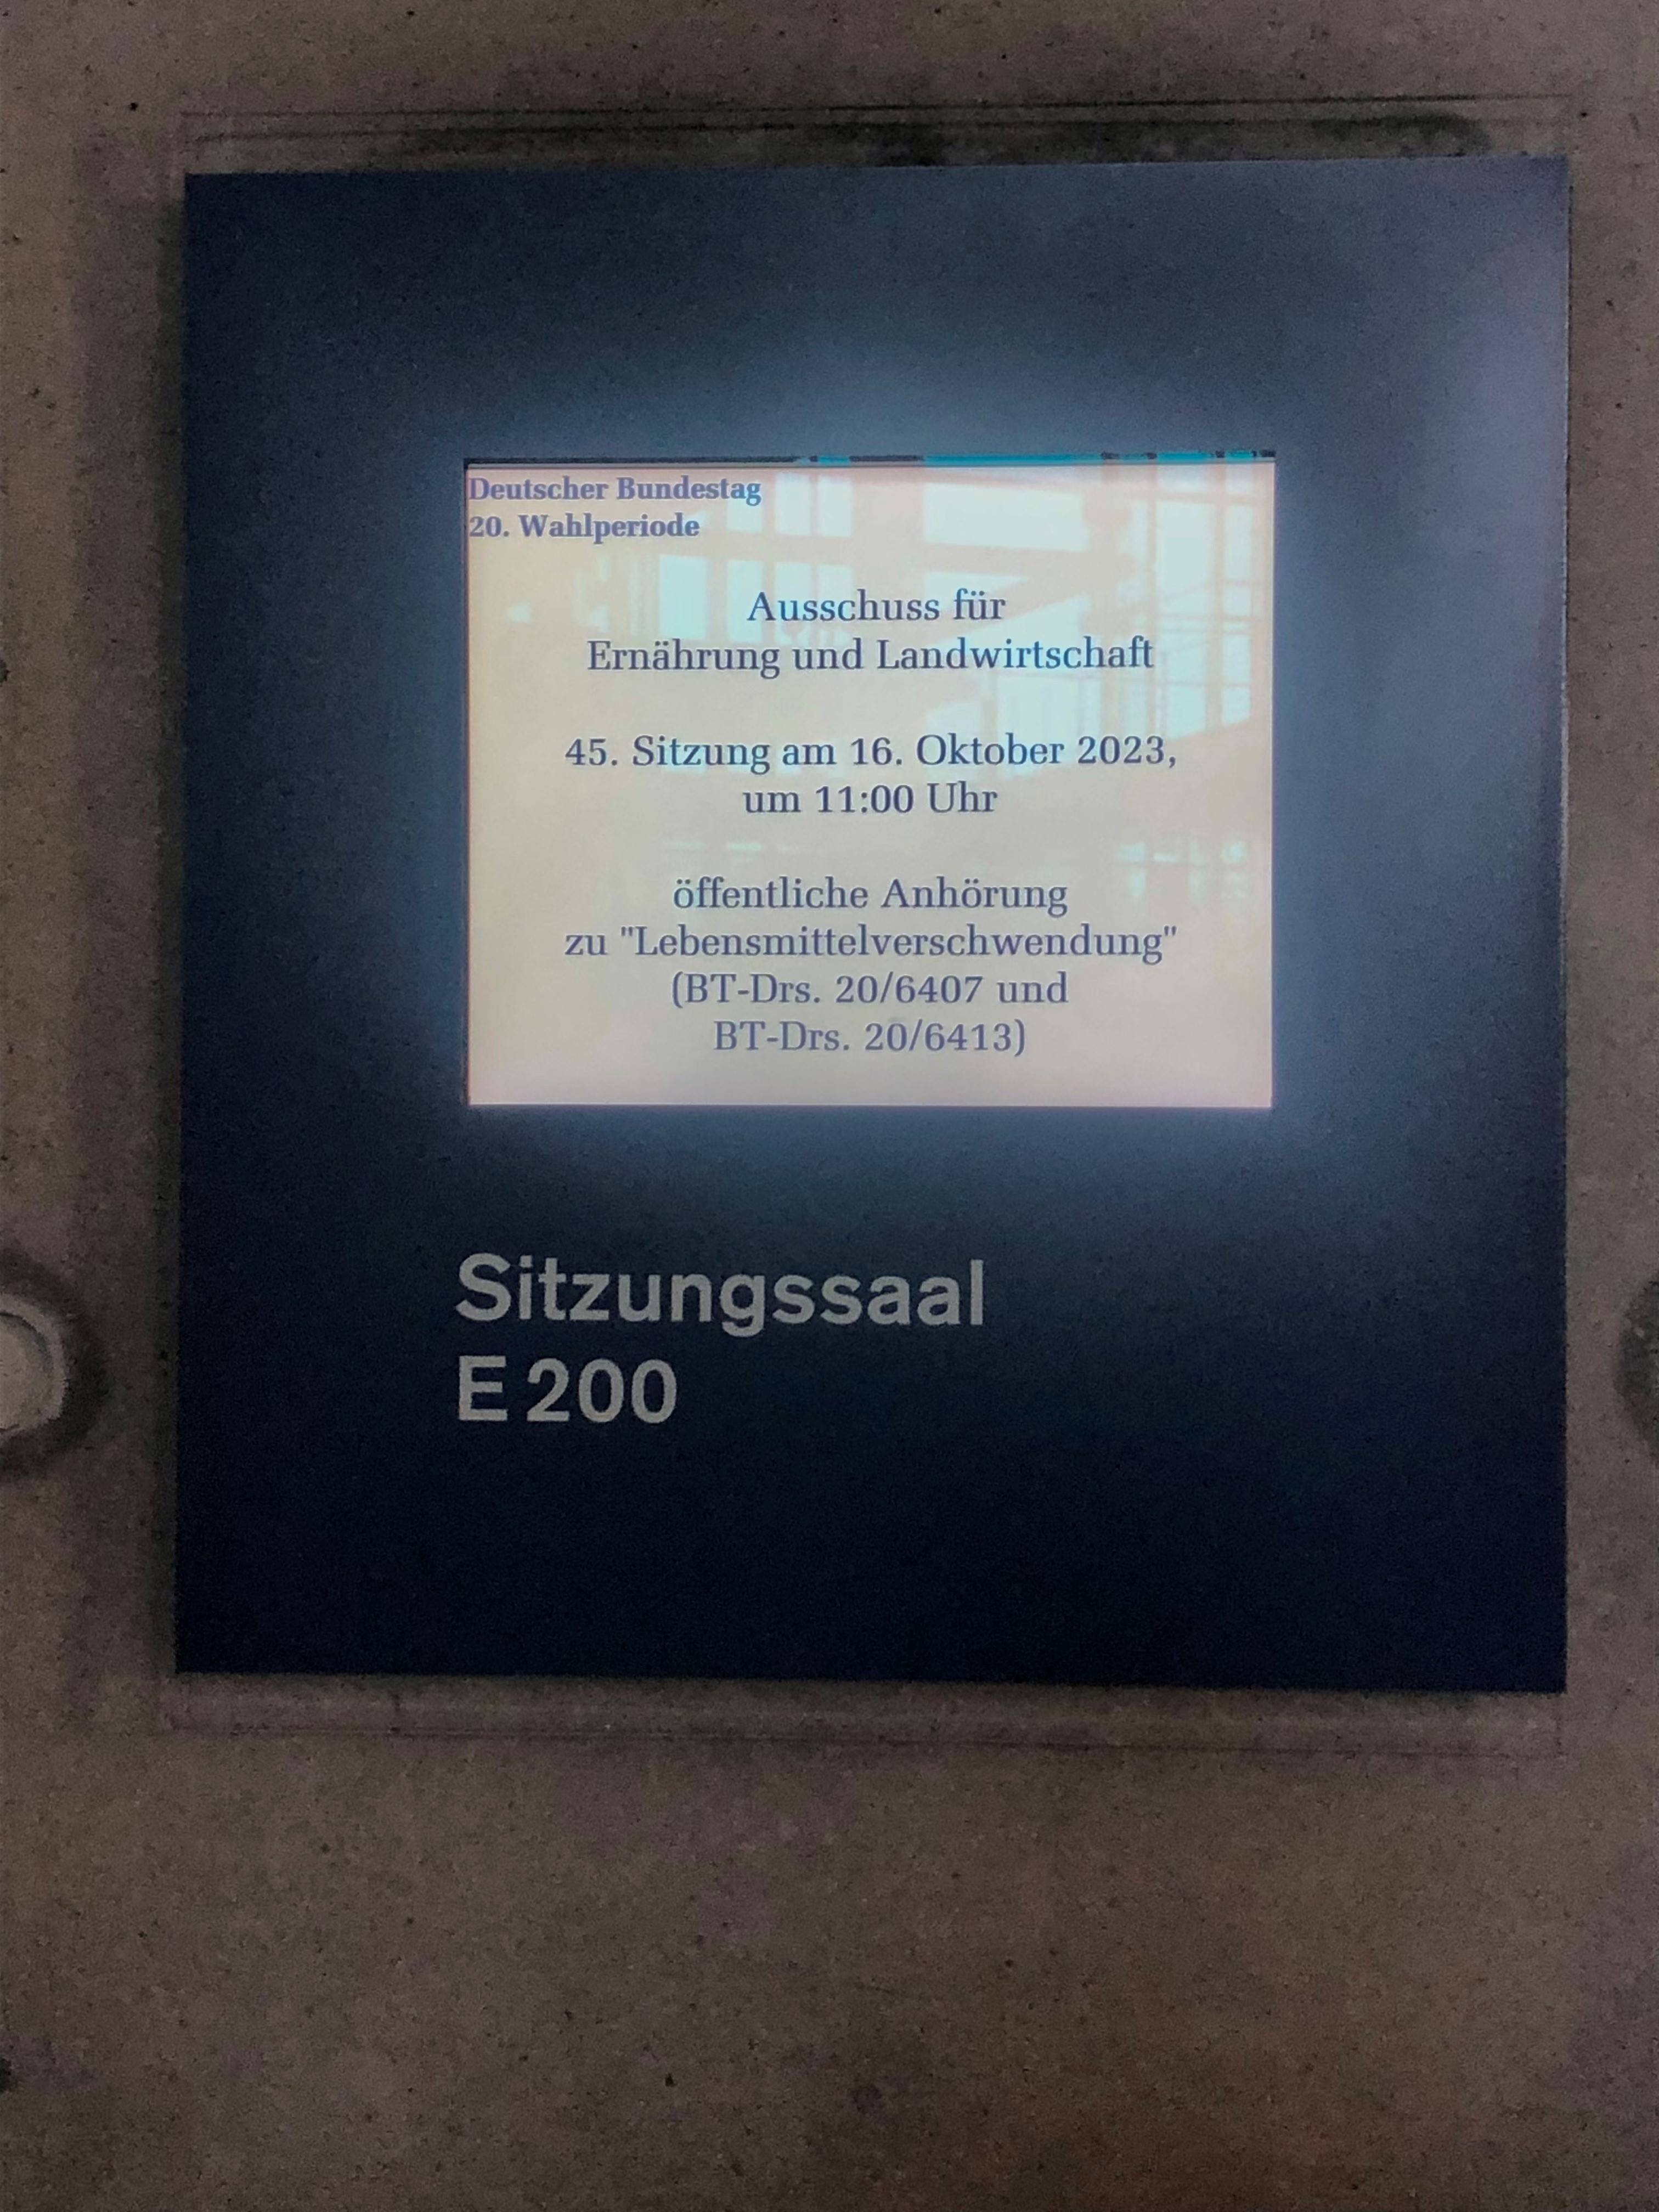 Deutscher Bundestag
20. Wahlperiode
Ausschuss für
Ernährung und Landwirtschaft
45. Sitzung am 16. Oktober 2023,
um 11:00 Uhr
öffentliche Anhörung
zu "Lebensmittelverschwendung"
(BT-Drs. 20/6407 und
BT-Drs. 20/6413)
Sitzungssaal
E 200